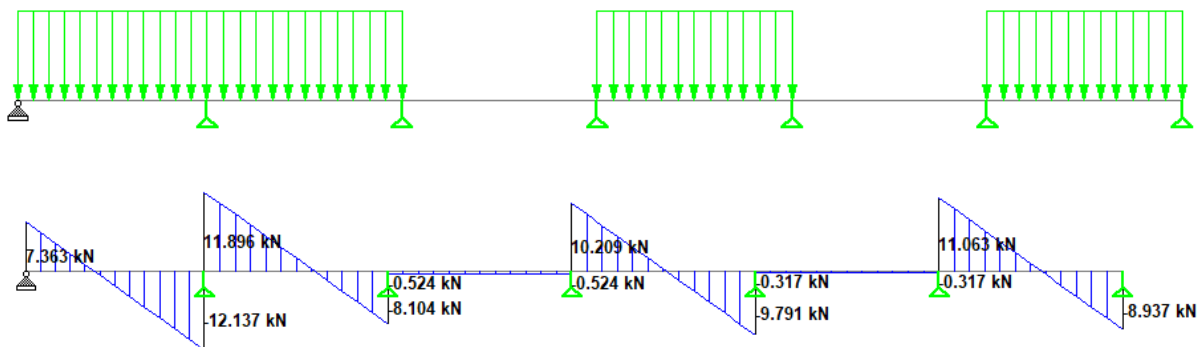 7.363 kN
-12.137 kN
11.896 kN
-8.104 kN
-0.524 kN
-0.524 kN
10.209 kN
-9.791 kN
-0.317 kN
-0.317 kN
11.063 kN
-8.937 kN